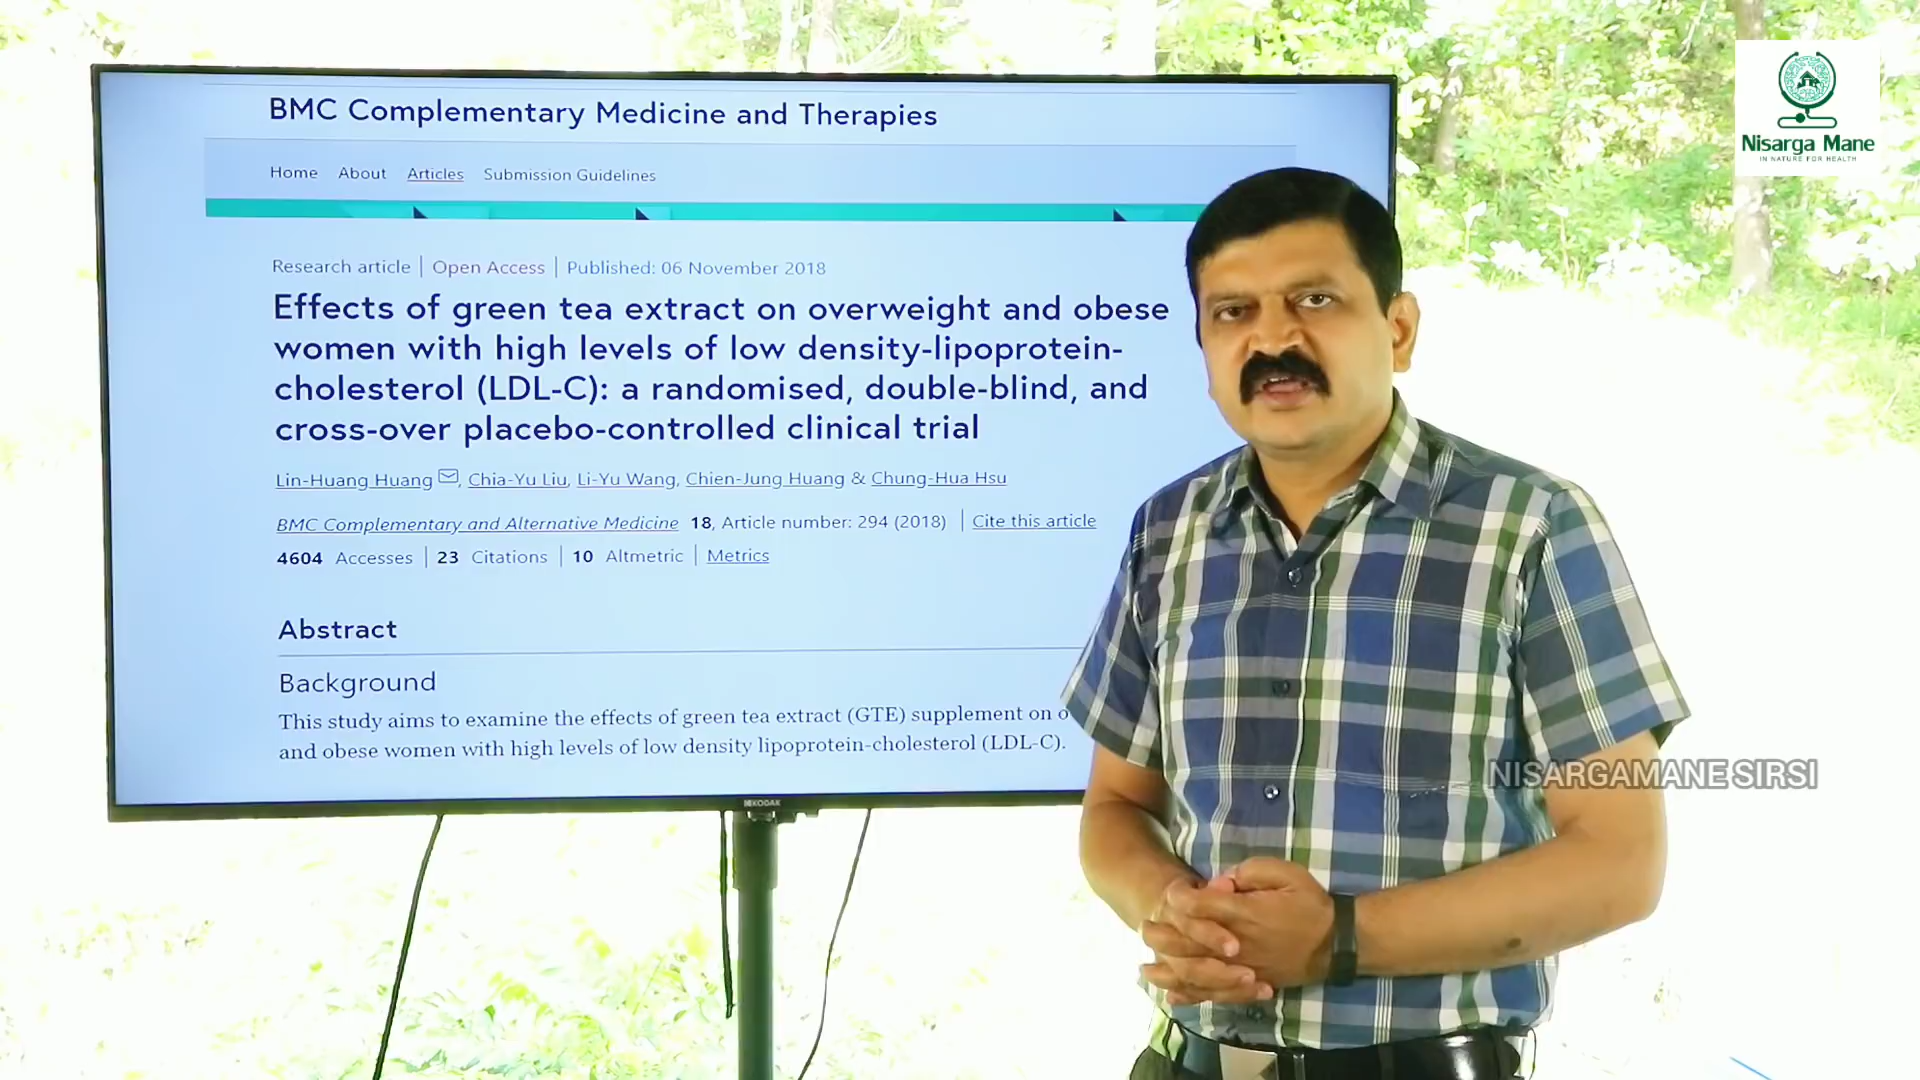 BMC Complementary Medicine and Therapies
Home About Articles Submission Guidelines
Research article | Open Access | Published: 06 November 2018
Effects of green tea extract on overweight and obese
women with high levels of low density-lipoprotein-
cholesterol (LDL-C): a randomised, double-blind, and
cross-over placebo-controlled clinical trial
Lin-Huang Huang, Chia-Yu Liu, Li-Yu Wang, Chien-Jung Huang & Chung-Hua Hsu
BMC Complementary and Alternative Medicine 18, Article number: 294 (2018) | Cite this article
4604 Accesses | 23 Citations | 10 Altmetric | Metrics
Abstract
Background
This study aims to examine the effects of green tea extract (GTE) supplement on o
and obese women with high levels of low density lipoprotein-cholesterol (LDL-C).
KODAK
Nisarga Mane
IN NATURE FOR HEALTH
NISARGAMANE SIRSI